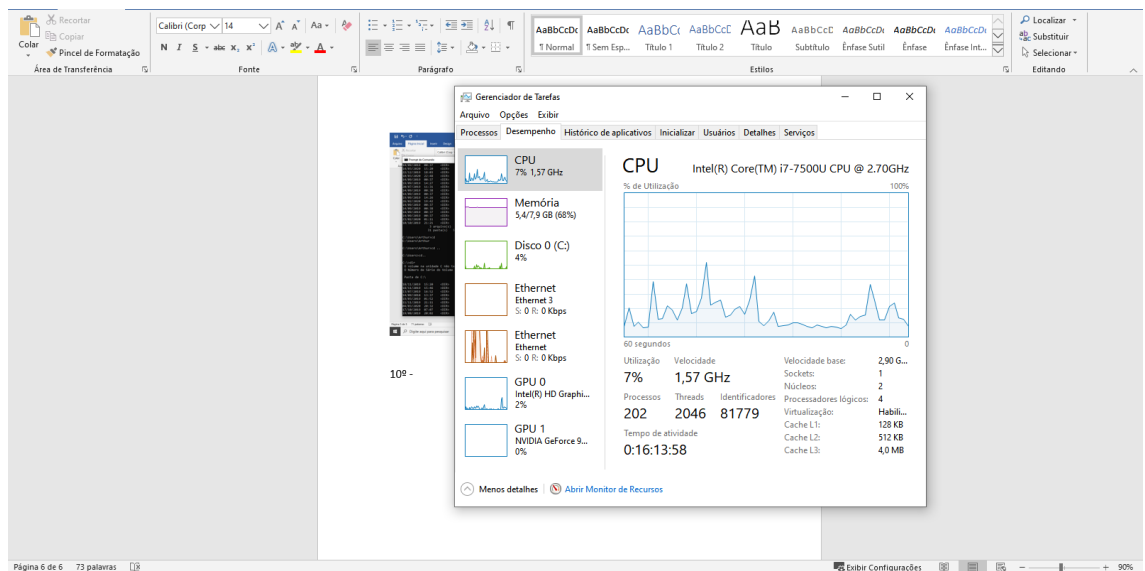 Recortar
Copiar
Colar
Pincel de Formatação
Área de Transferência
Calibri (Corp
14
Aa
N I S abc x₂ x²
A
Fonte
Parágrafo
AaBbCcDc AaBbCcDc AaBbCc AaBbCcD AaB AaBbCcD AaBbCcDc AaBbCcDc AaBbCcDc
¶ Normal ¶ Sem Esp... Título 1 Título 2 Título Subtítulo Ênfase Sutil Ênfase Ênfase Int...
Estilos
Localizar
Substituir
Selecionar
Editando
10º -
Gerenciador de Tarefas
Arquivo Opções Exibir
Processos Desempenho Histórico de aplicativos Inicializar Usuários Detalhes Serviços
CPU
7% 1,57 GHz
Memória
5,4/7,9 GB (68%)
Disco 0 (C:)
4%
Ethernet
Ethernet 3
S: 0 R: 0 Kbps
Ethernet
Ethernet
S: 0 R: 0 Kbps
GPU 0
Intel(R) HD Graphi...
2%
GPU 1
NVIDIA GeForce 9...
0%
CPU Intel(R) Core(TM) i7-7500U CPU @ 2.70GHz
% de Utilização 100%
60 segundos 0
Utilização Velocidade
7% 1,57 GHz
Processos Threads Identificadores
202 2046 81779
Tempo de atividade
0:16:13:58
Velocidade base: 2,90 G...
Sockets: 1
Núcleos: 2
Processadores lógicos: 4
Virtualização: Habili...
Cache L1: 128 KB
Cache L2: 512 KB
Cache L3: 4,0 MB
Menos detalhes Abrir Monitor de Recursos
Página 6 de 6 73 palavras
Exibir Configurações
90%